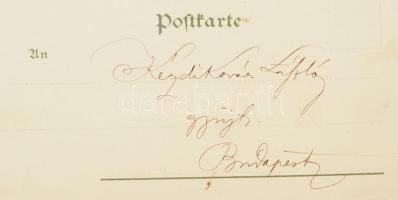 Postkarte
An
Kézdikovács László
darabanth
Budapest